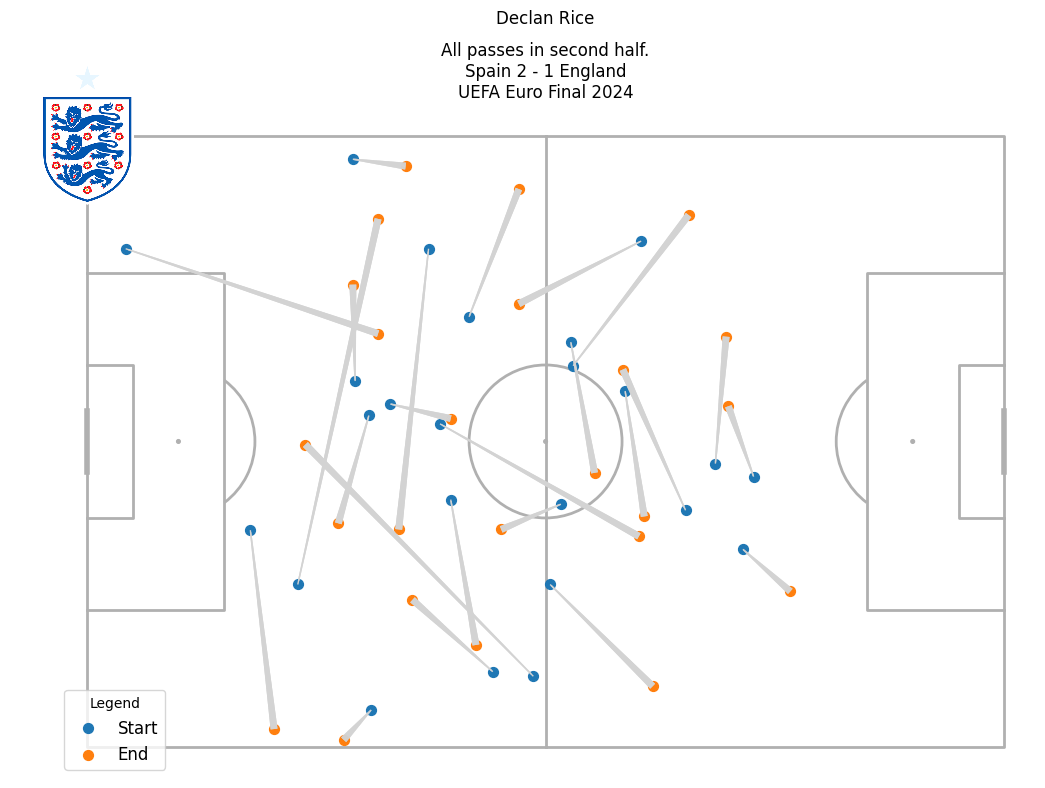 Declan Rice
All passes in second half.
Spain 2 - 1 England
UEFA Euro Final 2024
Legend
Start
End